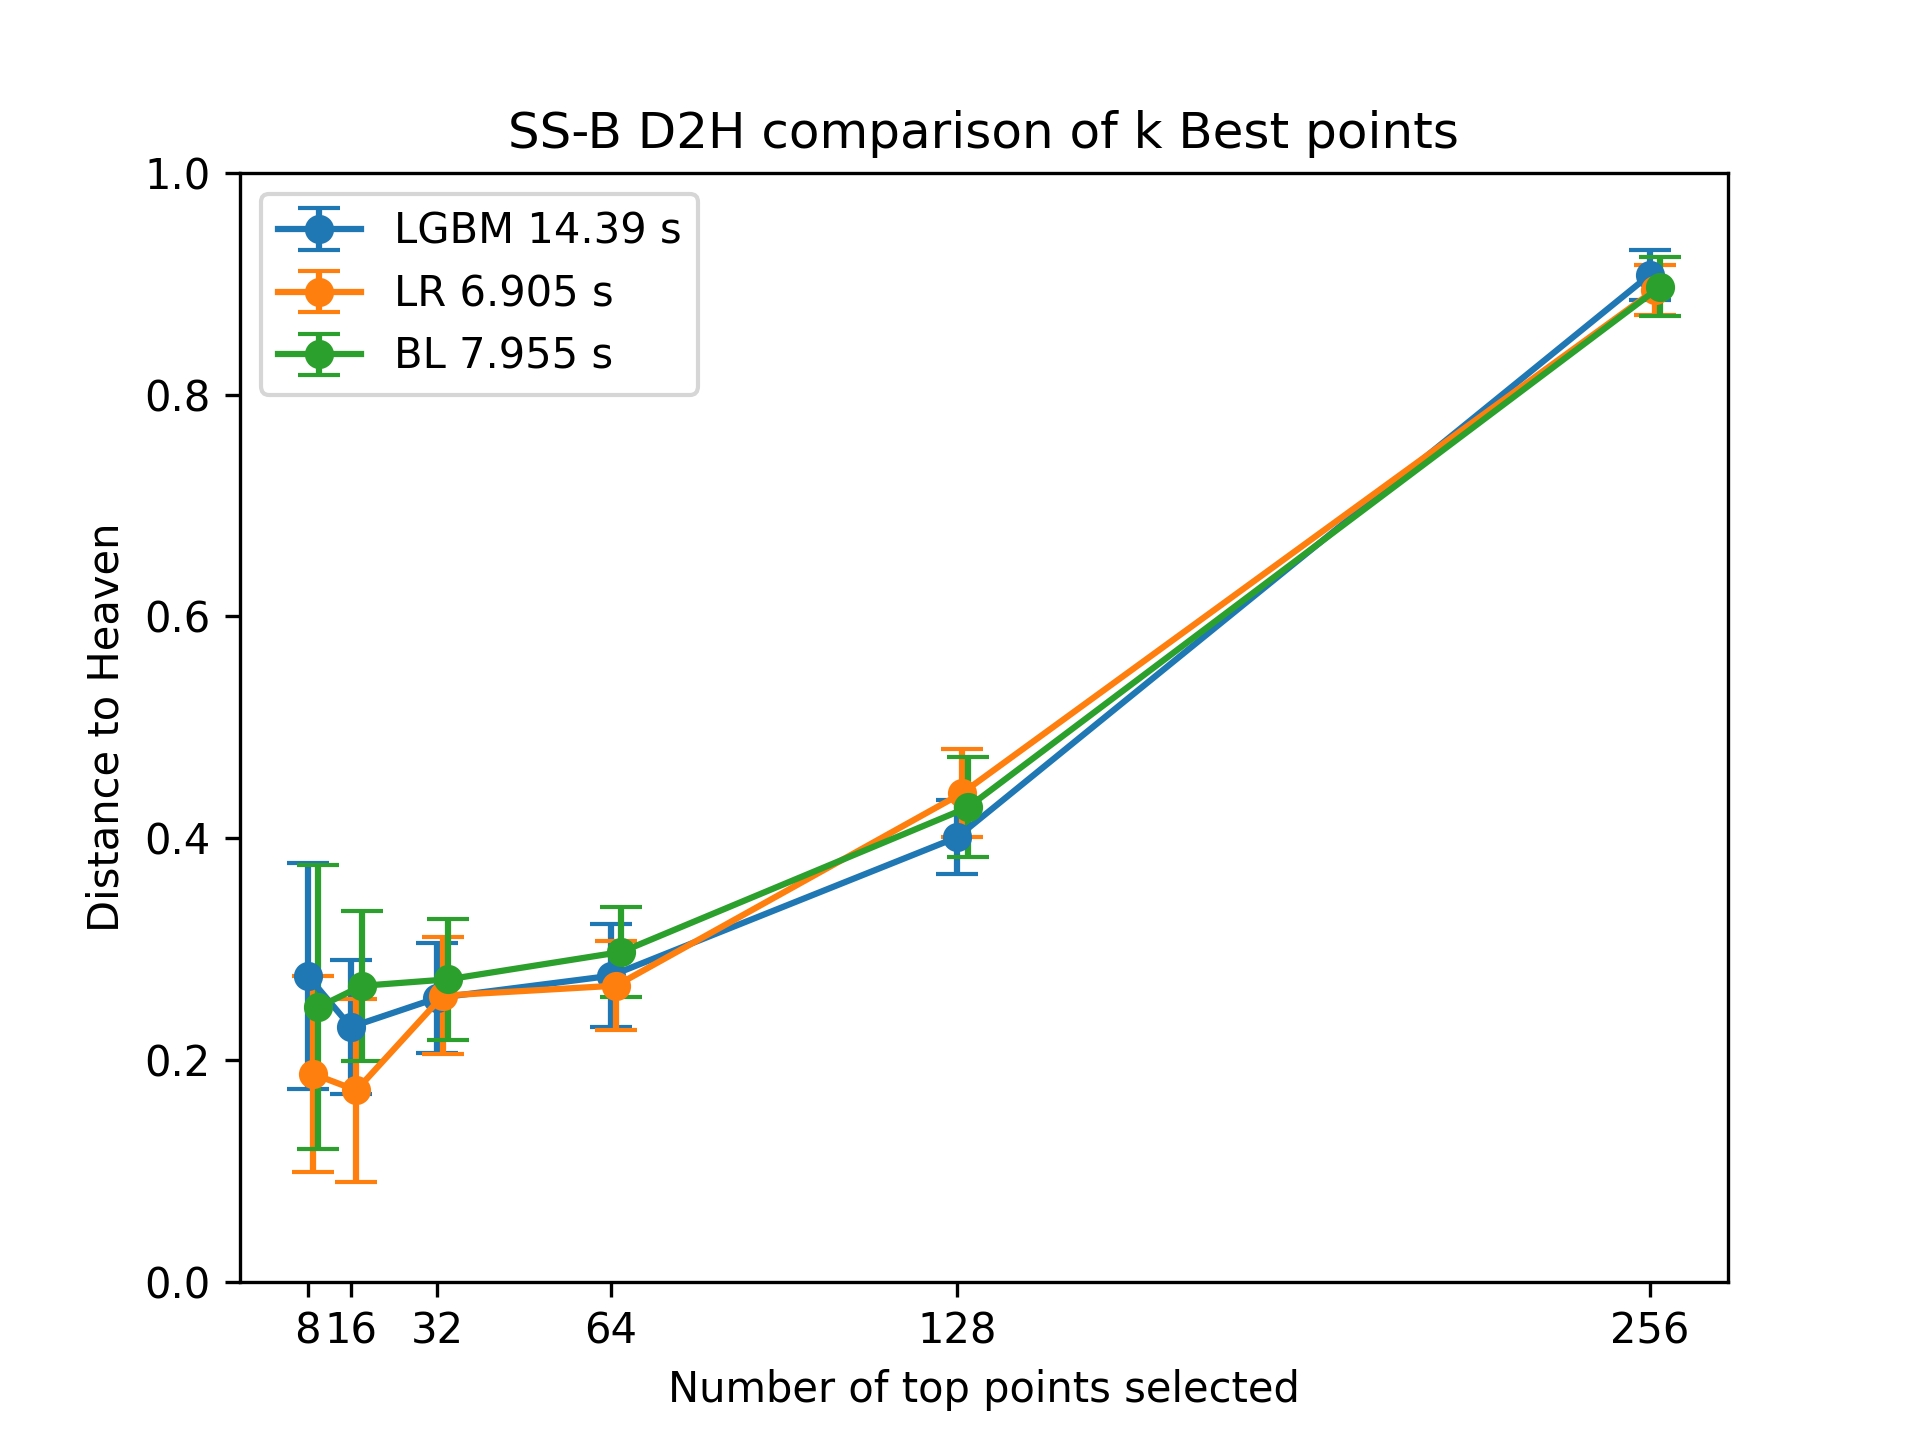 SS-B D2H comparison of k Best points
1.0
0.8
0.6
0.4
0.2
0.0
Distance to Heaven
LGBM 14.39 s
LR 6.905 s
BL 7.955 s
8 16 32 64 128 256
Number of top points selected